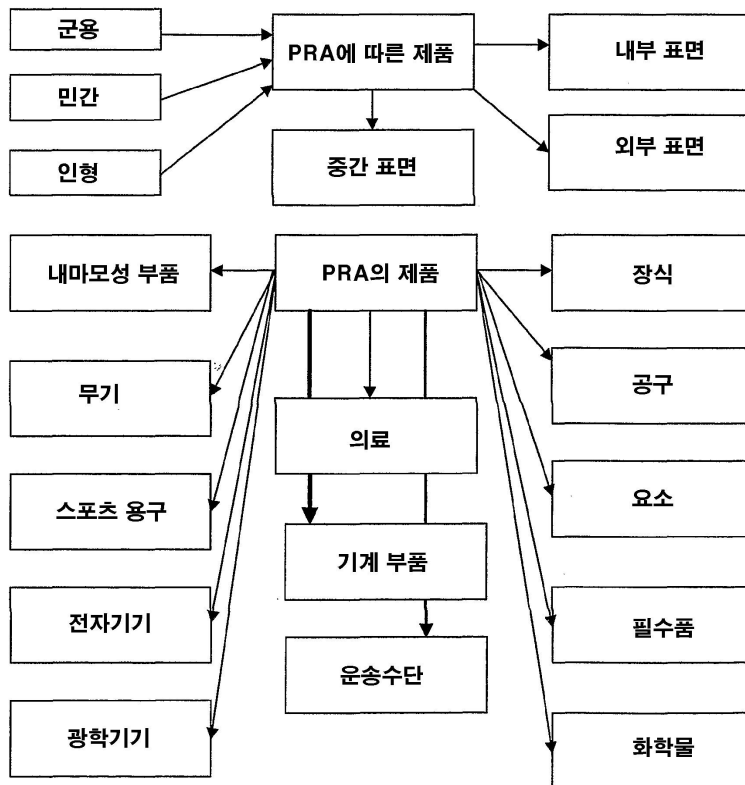 군용
PRA에 따른 제품
내부 표면
민간
외부 표면
인형
중간 표면
내마모성 부품
PRA의 제품
장식
무기
공구
의료
스포츠 용구
요소
기계 부품
전자기기
필수품
운송수단
광학기기
화학물